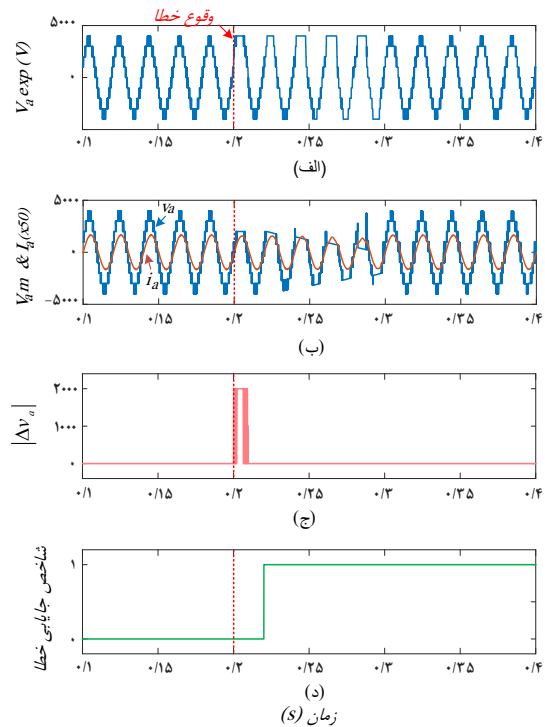 وقوع خطا
۵۰۰۰
۰
V_a exp (V)
۰/۱ ۰/۱۵ ۰/۲ ۰/۲۵ ۰/۳ ۰/۳۵ ۰/۴
(الف)
۵۰۰۰
۰
-۵۰۰۰
V_a m & I_a(x50)
v_a
i_a
۰/۱ ۰/۱۵ ۰/۲ ۰/۲۵ ۰/۳ ۰/۳۵ ۰/۴
(ب)
۲۰۰۰
۱۰۰۰
۰
|Δv_a|
۰/۱ ۰/۱۵ ۰/۲ ۰/۲۵ ۰/۳ ۰/۳۵ ۰/۴
(ج)
۱
۰
شاخص جایابی خطا
۰/۱ ۰/۱۵ ۰/۲ ۰/۲۵ ۰/۳ ۰/۳۵ ۰/۴
(د)
زمان (s)